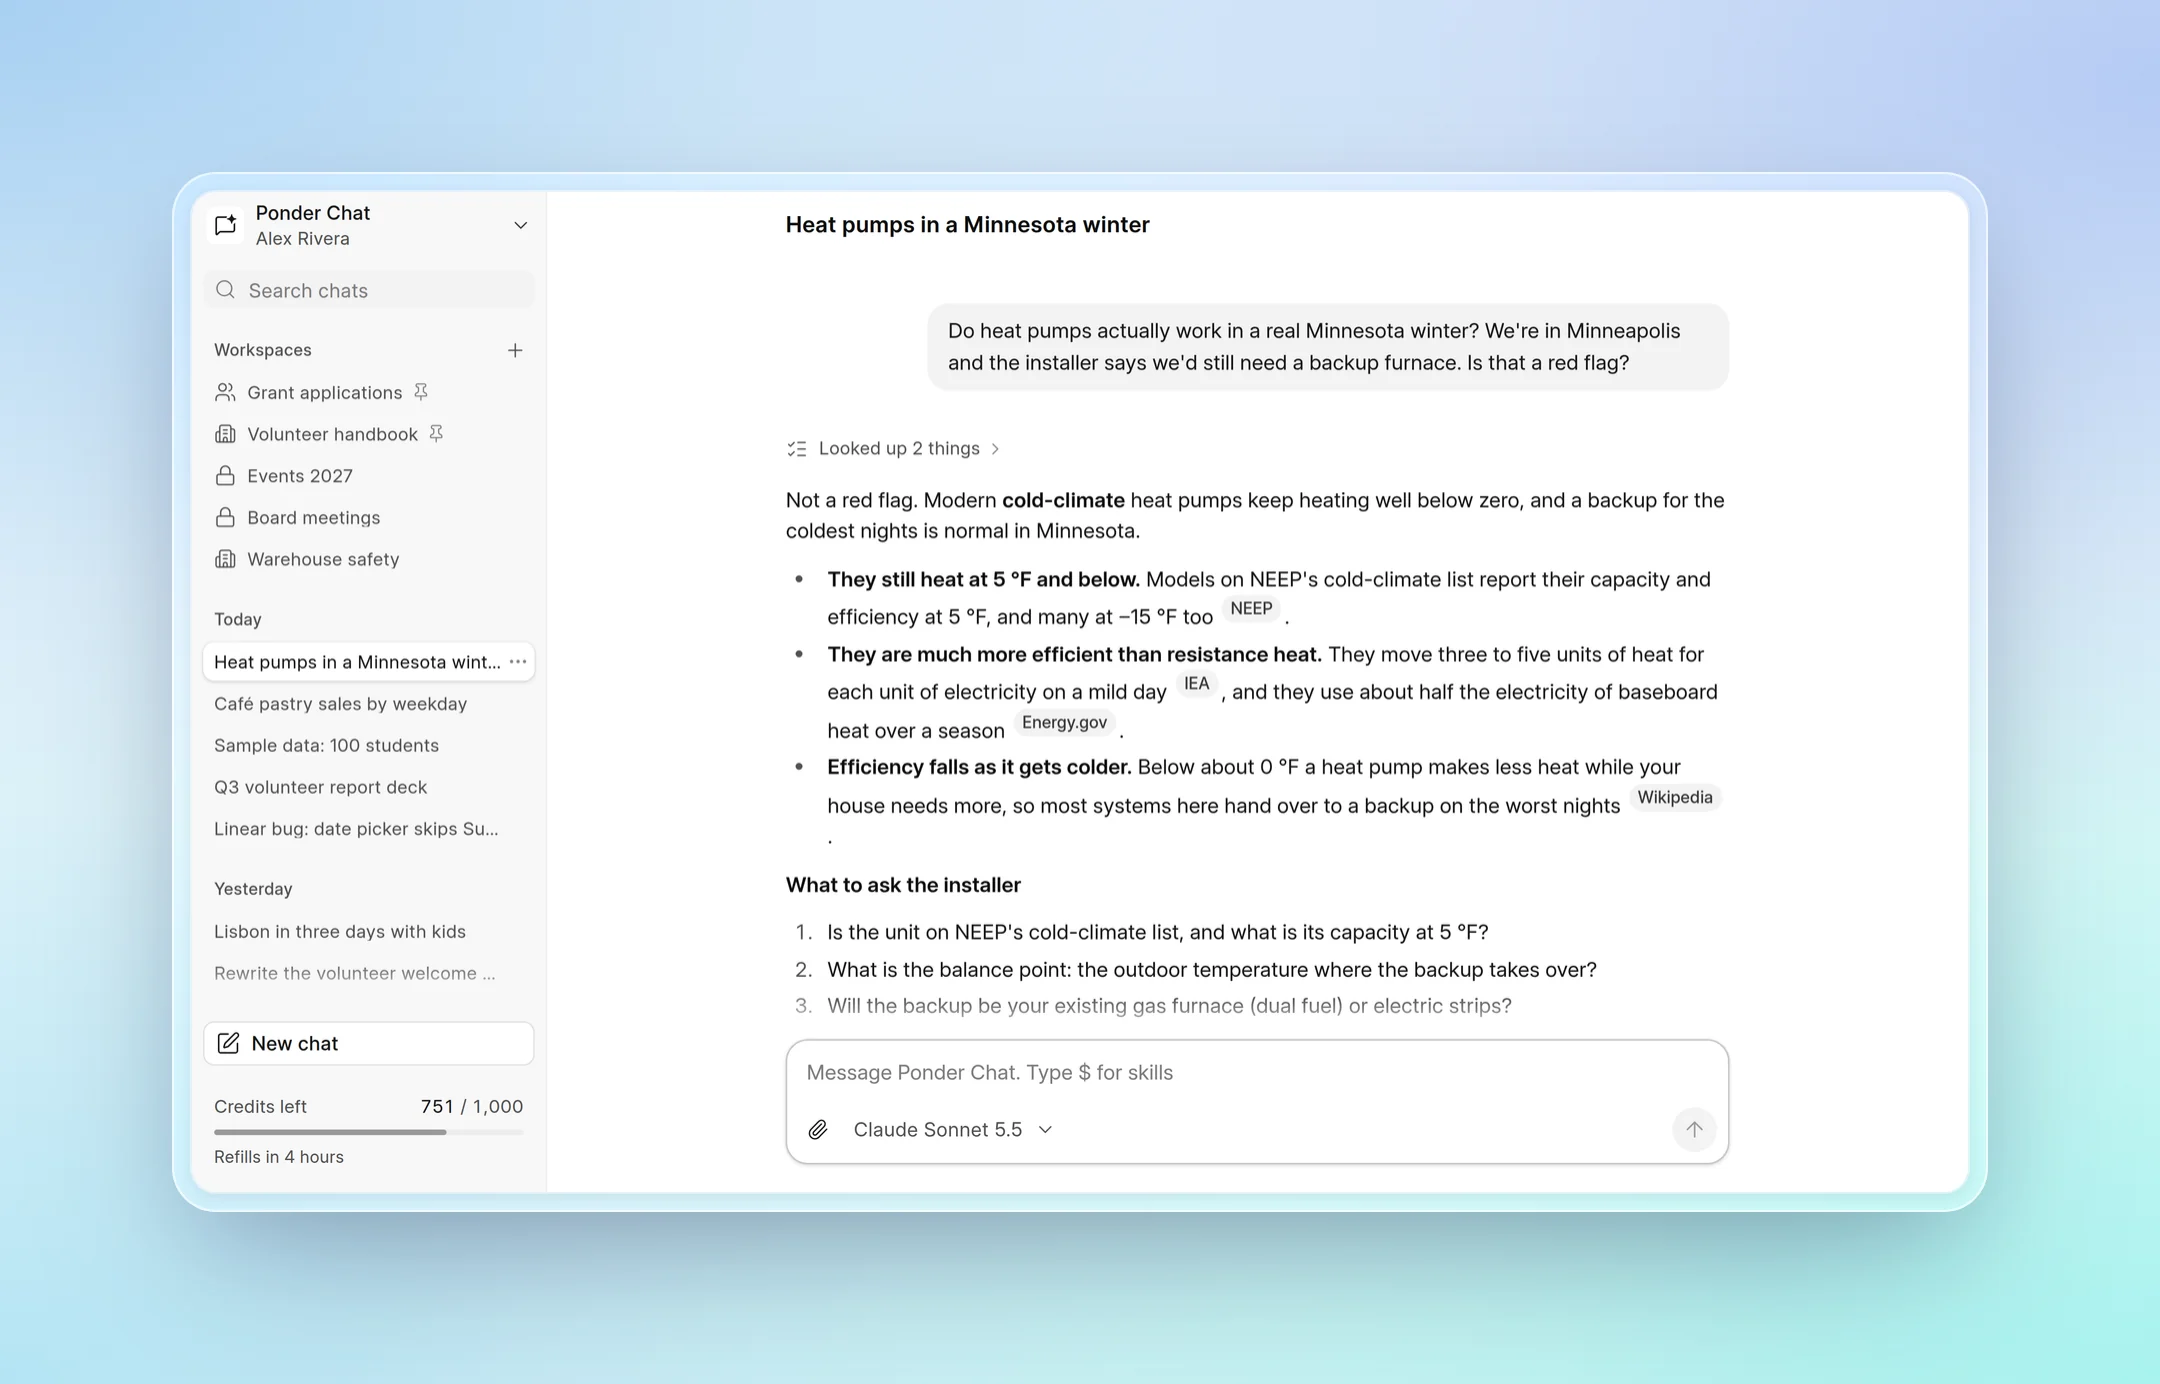 Ponder Chat
Alex Rivera
Search chats
Workspaces
Grant applications
Volunteer handbook
Events 2027
Board meetings
Warehouse safety
Today
Heat pumps in a Minnesota wint...
Café pastry sales by weekday
Sample data: 100 students
Q3 volunteer report deck
Linear bug: date picker skips Su...
Yesterday
Lisbon in three days with kids
Rewrite the volunteer welcome ...
New chat
Credits left 751 / 1,000
Refills in 4 hours
Heat pumps in a Minnesota winter
Do heat pumps actually work in a real Minnesota winter? We're in Minneapolis
and the installer says we'd still need a backup furnace. Is that a red flag?
Looked up 2 things
Not a red flag. Modern cold-climate heat pumps keep heating well below zero, and a backup for the
coldest nights is normal in Minnesota.
• They still heat at 5 °F and below. Models on NEEP's cold-climate list report their capacity and
efficiency at 5 °F, and many at −15 °F too NEEP .
• They are much more efficient than resistance heat. They move three to five units of heat for
each unit of electricity on a mild day IEA , and they use about half the electricity of baseboard
heat over a season Energy.gov .
• Efficiency falls as it gets colder. Below about 0 °F a heat pump makes less heat while your
house needs more, so most systems here hand over to a backup on the worst nights Wikipedia
.
What to ask the installer
1. Is the unit on NEEP's cold-climate list, and what is its capacity at 5 °F?
2. What is the balance point: the outdoor temperature where the backup takes over?
3. Will the backup be your existing gas furnace (dual fuel) or electric strips?
Message Ponder Chat. Type $ for skills
Claude Sonnet 5.5